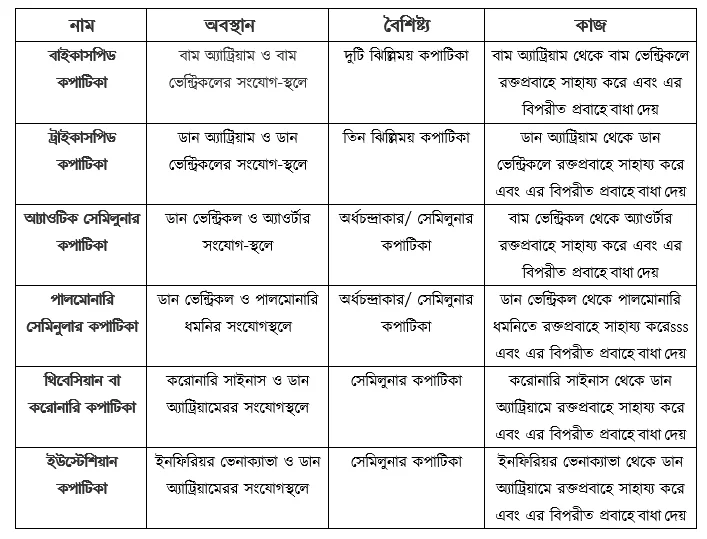 নাম
অবস্থান
বৈশিষ্ট্য
কাজ
বাইকাসপিড
কপাটিকা
বাম অ্যাট্রিয়াম ও বাম
ভেন্ট্রিকলের সংযোগ-স্থলে
দুটি ঝিল্লিময় কপাটিকা
বাম অ্যাট্রিয়াম থেকে বাম ভেন্ট্রিকলে
রক্তপ্রবাহে সাহায্য করে এবং এর
বিপরীত প্রবাহে বাধা দেয়
ট্রাইকাসপিড
কপাটিকা
ডান অ্যাট্রিয়াম ও ডান
ভেন্ট্রিকলের সংযোগ-স্থলে
তিন ঝিল্লিময় কপাটিকা
ডান অ্যাট্রিয়াম থেকে ডান
ভেন্ট্রিকলে রক্তপ্রবাহে সাহায্য করে
এবং এর বিপরীত প্রবাহে বাধা দেয়
অ্যাওটিক সেমিলুনার
কপাটিকা
ডান ভেন্ট্রিকল ও অ্যাওর্টার
সংযোগ-স্থলে
অর্ধচন্দ্রাকার/ সেমিলুনার
কপাটিকা
বাম ভেন্ট্রিকল থেকে অ্যাওর্টার
রক্তপ্রবাহে সাহায্য করে এবং এর
বিপরীত প্রবাহে বাধা দেয়
পালমোনারি
সেমিনুলার কপাটিকা
ডান ভেন্ট্রিকল ও পালমোনারি
ধমনির সংযোগস্থলে
অর্ধচন্দ্রাকার/ সেমিলুনার
কপাটিকা
ডান ভেন্ট্রিকল থেকে পালমোনারি
ধমনিতে রক্তপ্রবাহে সাহায্য করেsss
এবং এর বিপরীত প্রবাহে বাধা দেয়
থিবেসিয়ান বা
করোনারি কপাটিকা
করোনারি সাইনাস ও ডান
অ্যাট্রিয়ামেরর সংযোগস্থলে
সেমিলুনার কপাটিকা
করোনারি সাইনাস থেকে ডান
অ্যাট্রিয়ামে রক্তপ্রবাহে সাহায্য করে
এবং এর বিপরীত প্রবাহে বাধা দেয়
ইউস্টেশিয়ান
কপাটিকা
ইনফিরিয়র ভেনাক্যাভা ও ডান
অ্যাট্রিয়ামেরর সংযোগস্থলে
সেমিলুনার কপাটিকা
ইনফিরিয়র ভেনাক্যাভা থেকে ডান
অ্যাট্রিয়ামে রক্তপ্রবাহে সাহায্য করে
এবং এর বিপরীত প্রবাহে বাধা দেয়